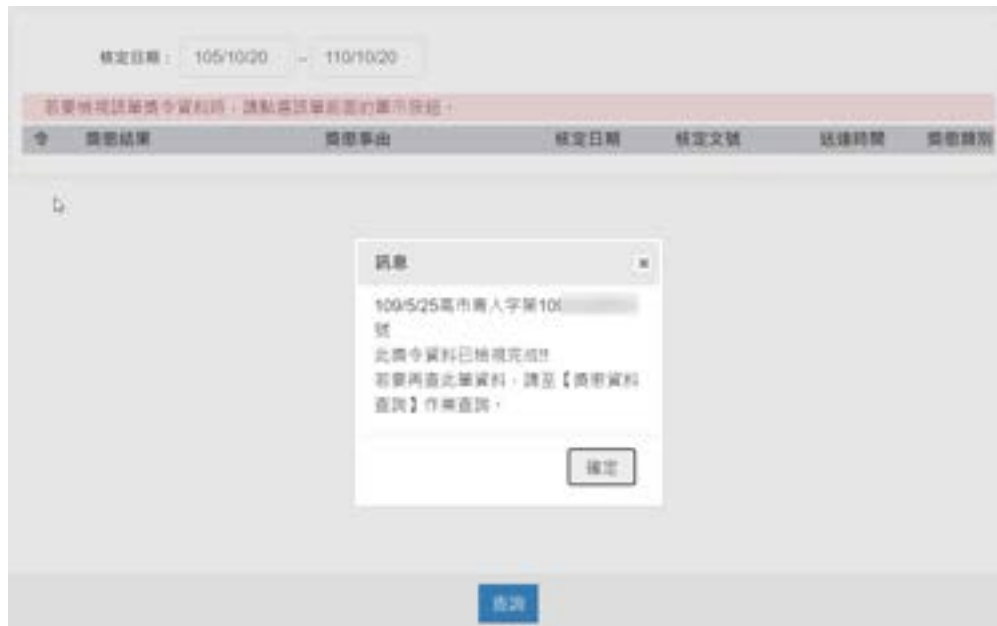 核定日期： 105/10/20 ~ 110/10/20
若要檢視該筆獎令資料時，請點選該筆前面的圖示按鈕。
令 獎懲結果 獎懲事由 核定日期 核定文號 送達時間 獎懲類別
訊息 ×
109/5/25高市人字第10
號
此獎令資料已檢視完成!!
若要再查此筆資料，請至【獎懲資料
查詢】作業查詢。
確定
查詢